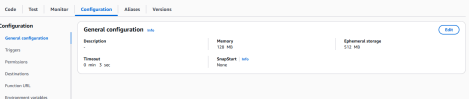 Code Test Monitor Configuration Aliases Versions
Configuration
General configuration
Triggers
Permissions
Destinations
Function URL
Environment variables
General configuration Info
Edit
Description Memory Ephemeral storage
- 128 MB 512 MB
Timeout SnapStart Info
0 min 3 sec None